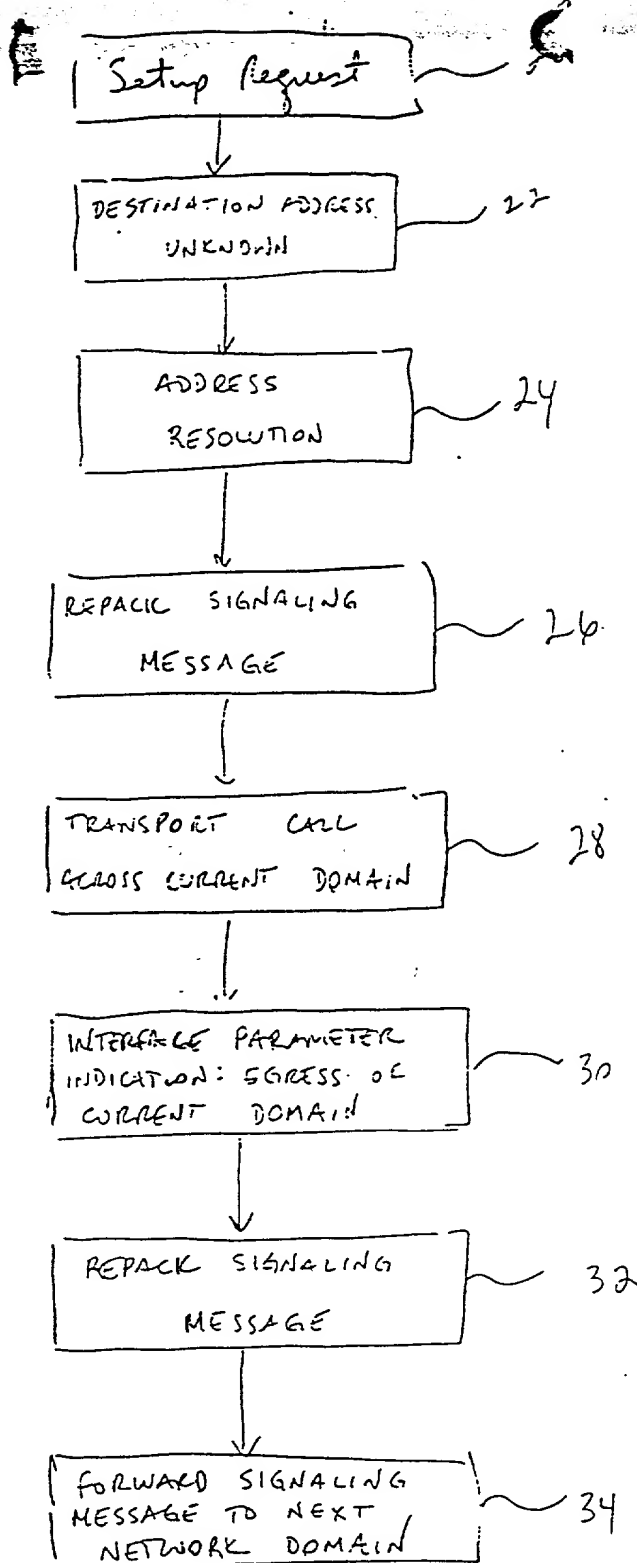 Setup Request
DESTINATION ADDRESS
UNKNOWN
22
ADDRESS
RESOLUTION
24
REPACK SIGNALING
MESSAGE
26
TRANSPORT CALL
ACROSS CURRENT DOMAIN
28
INTERFACE PARAMETER
INDICATION: EGRESS OF
CURRENT DOMAIN
30
REPACK SIGNALING
MESSAGE
32
FORWARD SIGNALING
MESSAGE TO NEXT
NETWORK DOMAIN
34